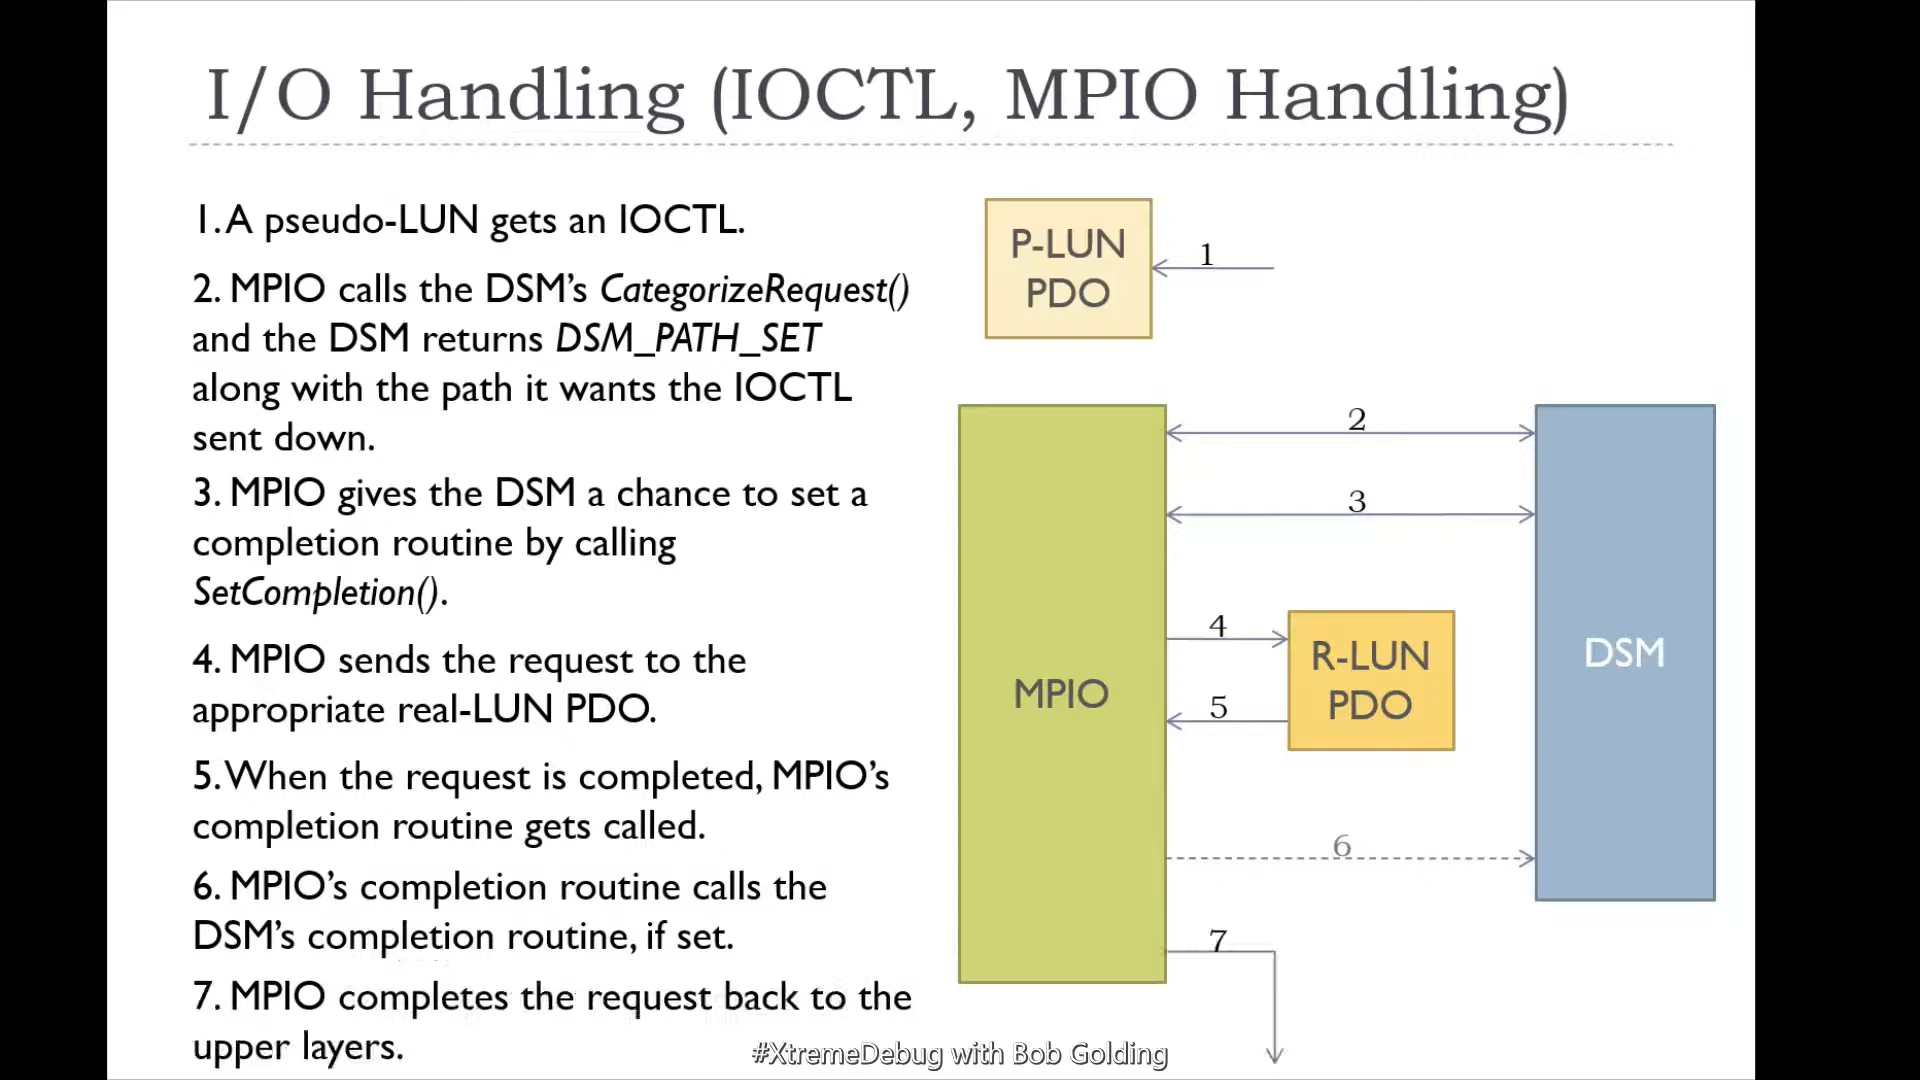 I/O Handling (IOCTL, MPIO Handling)
1. A pseudo-LUN gets an IOCTL.
2. MPIO calls the DSM's CategorizeRequest()
and the DSM returns DSM_PATH_SET
along with the path it wants the IOCTL
sent down.
3. MPIO gives the DSM a chance to set a
completion routine by calling
SetCompletion().
4. MPIO sends the request to the
appropriate real-LUN PDO.
5. When the request is completed, MPIO's
completion routine gets called.
6. MPIO's completion routine calls the
DSM's completion routine, if set.
7. MPIO completes the request back to the
upper layers.
P-LUN
PDO
1
2
3
4
5
6
7
MPIO
R-LUN
PDO
DSM
#XtremeDebug with Bob Golding